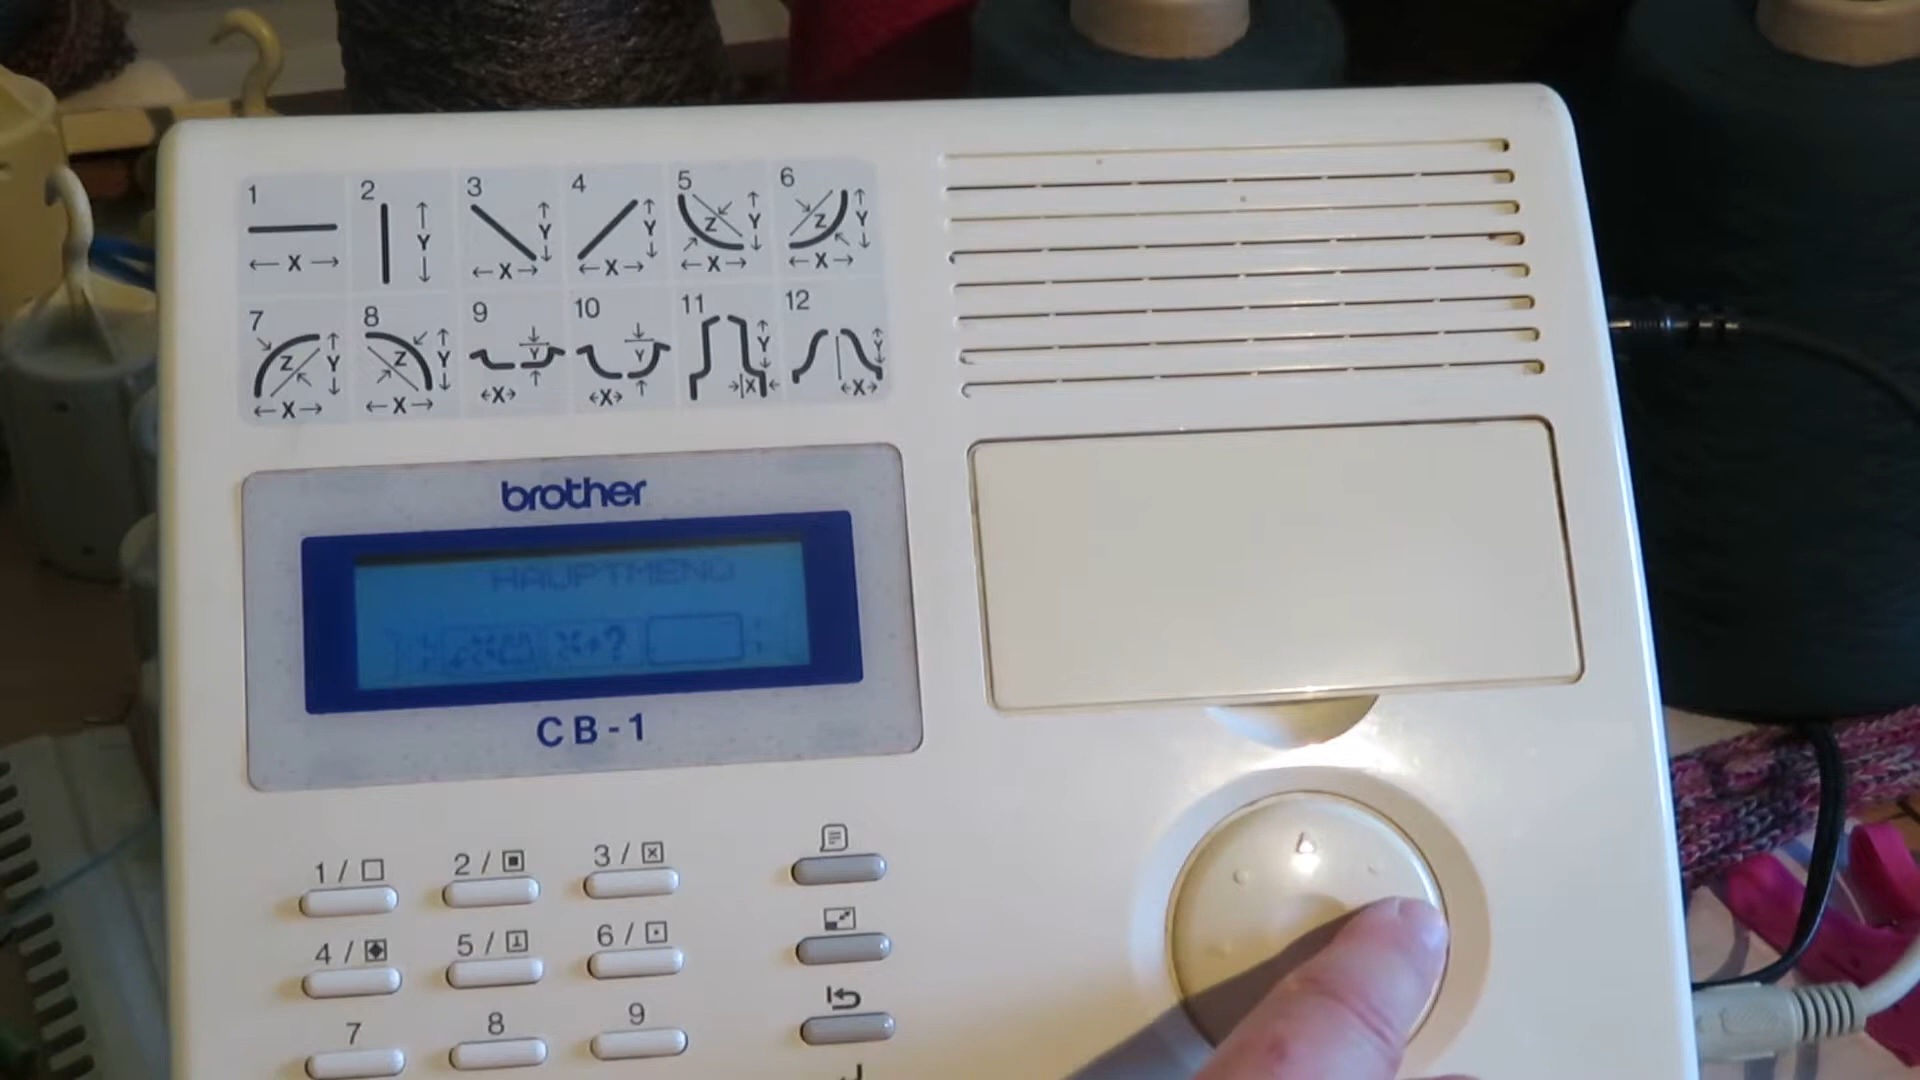 1 2 3 4 5 6
X Y X Y X Y X Y Z X Y Z
7 8 9 10 11 12
X Y Z X Y Z X Y X Y X Y X Y
brother
HAUPTMENÜ
?
CB-1
1 / 2 / 3 /
4 / 5 / 6 /
7 8 9